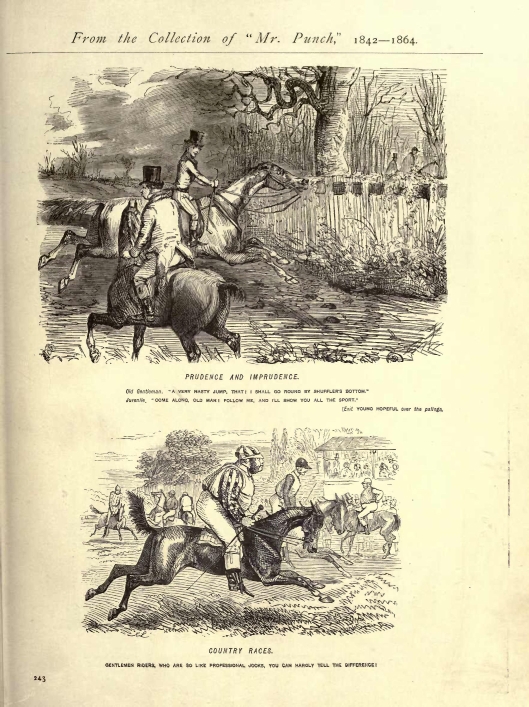 From the Collection of "Mr. Punch," 1842—1864.
PRUDENCE AND IMPRUDENCE.
Old Gentleman. "A VERY NASTY JUMP, THAT! I SHALL GO ROUND BY SHUFFLER'S BOTTOM."
Juvenile. "COME ALONG, OLD MAN! FOLLOW ME, AND I'LL SHOW YOU ALL THE SPORT."
[Exit YOUNG HOPEFUL over the palings.
COUNTRY RACES.
GENTLEMEN RIDERS, WHO ARE SO LIKE PROFESSIONAL JOCKS, YOU CAN HARDLY TELL THE DIFFERENCE!
243